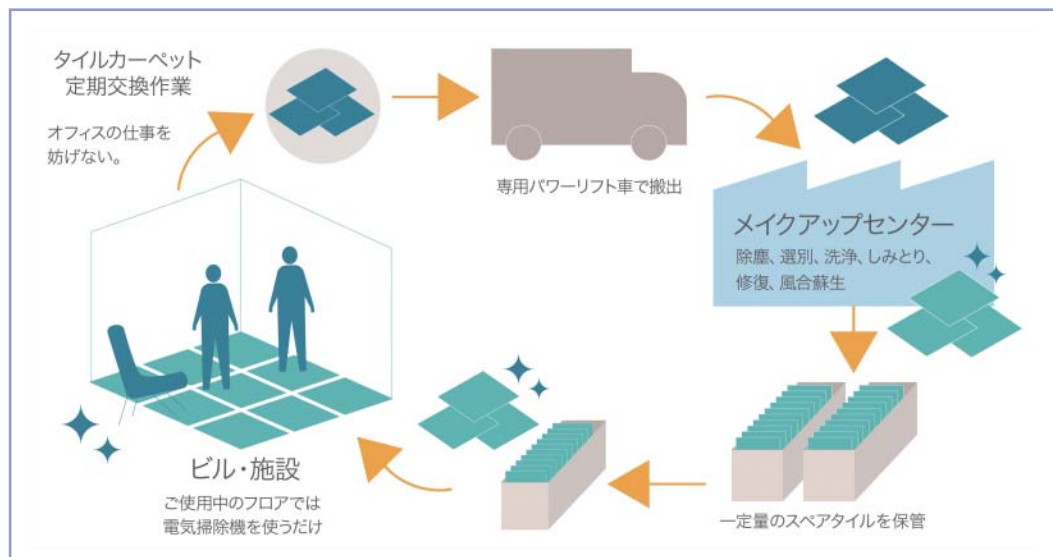 タイルカーペット
定期交換作業
オフィスの仕事を
妨げない。
専用パワーリフト車で搬出
メイクアップセンター
除塵、選別、洗浄、しみとり、
修復、風合蘇生
一定量のスペアタイルを保管
ビル・施設
ご使用中のフロアでは
電気掃除機を使うだけ